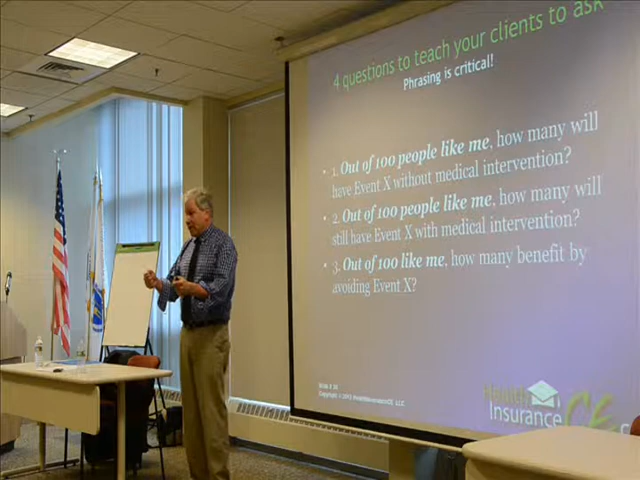 4 questions to teach your clients to ask
Phrasing is critical!
• 1. Out of 100 people like me, how many will
have Event X without medical intervention?
• 2. Out of 100 people like me, how many will
still have Event X with medical intervention?
• 3. Out of 100 like me, how many benefit by
avoiding Event X?
Health
Insurance CE